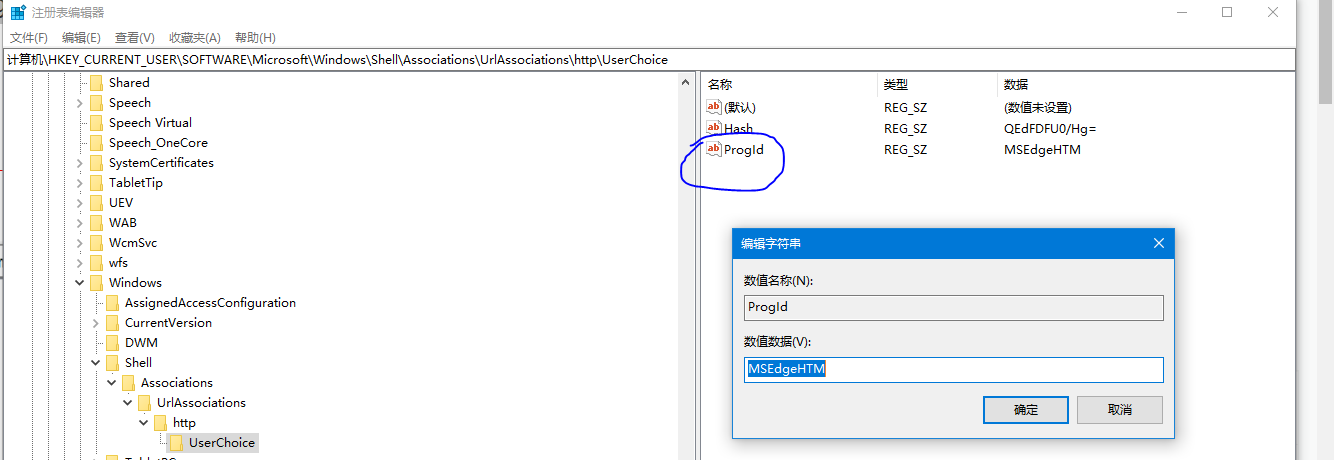 注册表编辑器
文件(F) 编辑(E) 查看(V) 收藏夹(A) 帮助(H)
计算机\HKEY_CURRENT_USER\SOFTWARE\Microsoft\Windows\Shell\Associations\UrlAssociations\http\UserChoice
Shared
Speech
Speech Virtual
Speech_OneCore
SystemCertificates
TabletTip
UEV
WAB
WcmSvc
wfs
Windows
AssignedAccessConfiguration
CurrentVersion
DWM
Shell
Associations
UrlAssociations
http
UserChoice
名称 类型 数据
ab (默认) REG_SZ (数值未设置)
ab Hash REG_SZ QEdFDFU0/Hg=
ab ProgId REG_SZ MSEdgeHTM
编辑字符串
数值名称(N):
ProgId
数值数据(V):
MSEdgeHTM
确定 取消